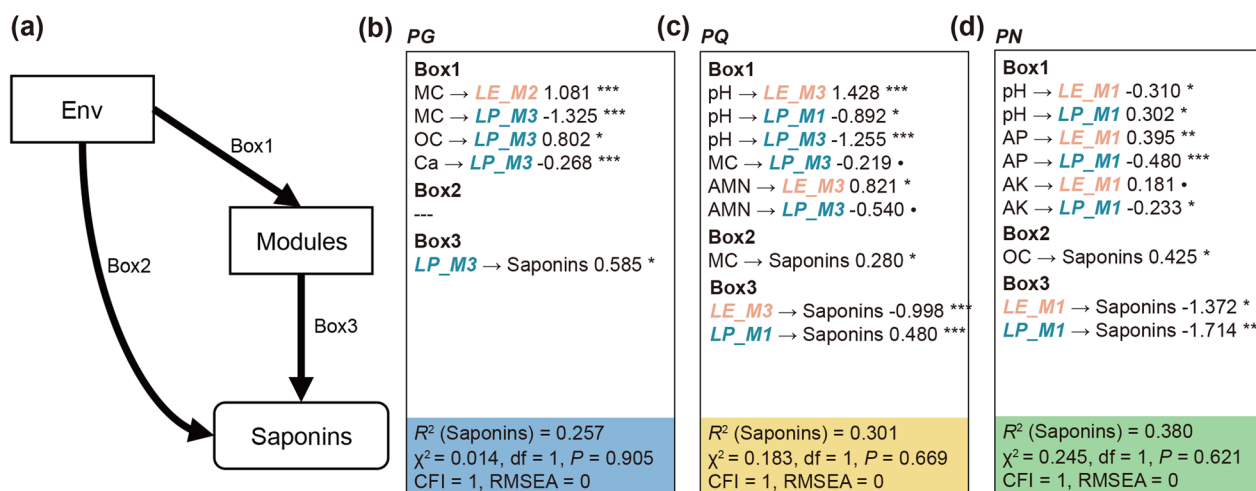 (a)
Env
Box1
Modules
Box2
Box3
Saponins
(b)
PG
Box1
MC → LE_M2 1.081 ***
MC → LP_M3 -1.325 ***
OC → LP_M3 0.802 *
Ca → LP_M3 -0.268 ***
Box2
---
Box3
LP_M3 → Saponins 0.585 *
R² (Saponins) = 0.257
χ² = 0.014, df = 1, P = 0.905
CFI = 1, RMSEA = 0
(c)
PQ
Box1
pH → LE_M3 1.428 ***
pH → LP_M1 -0.892 *
pH → LP_M3 -1.255 ***
MC → LP_M3 -0.219 •
AMN → LE_M3 0.821 *
AMN → LP_M3 -0.540 •
Box2
MC → Saponins 0.280 *
Box3
LE_M3 → Saponins -0.998 ***
LP_M1 → Saponins 0.480 ***
R² (Saponins) = 0.301
χ² = 0.183, df = 1, P = 0.669
CFI = 1, RMSEA = 0
(d)
PN
Box1
pH → LE_M1 -0.310 *
pH → LP_M1 0.302 *
AP → LE_M1 0.395 **
AP → LP_M1 -0.480 ***
AK → LE_M1 0.181 •
AK → LP_M1 -0.233 *
Box2
OC → Saponins 0.425 *
Box3
LE_M1 → Saponins -1.372 *
LP_M1 → Saponins -1.714 **
R² (Saponins) = 0.380
χ² = 0.245, df = 1, P = 0.621
CFI = 1, RMSEA = 0